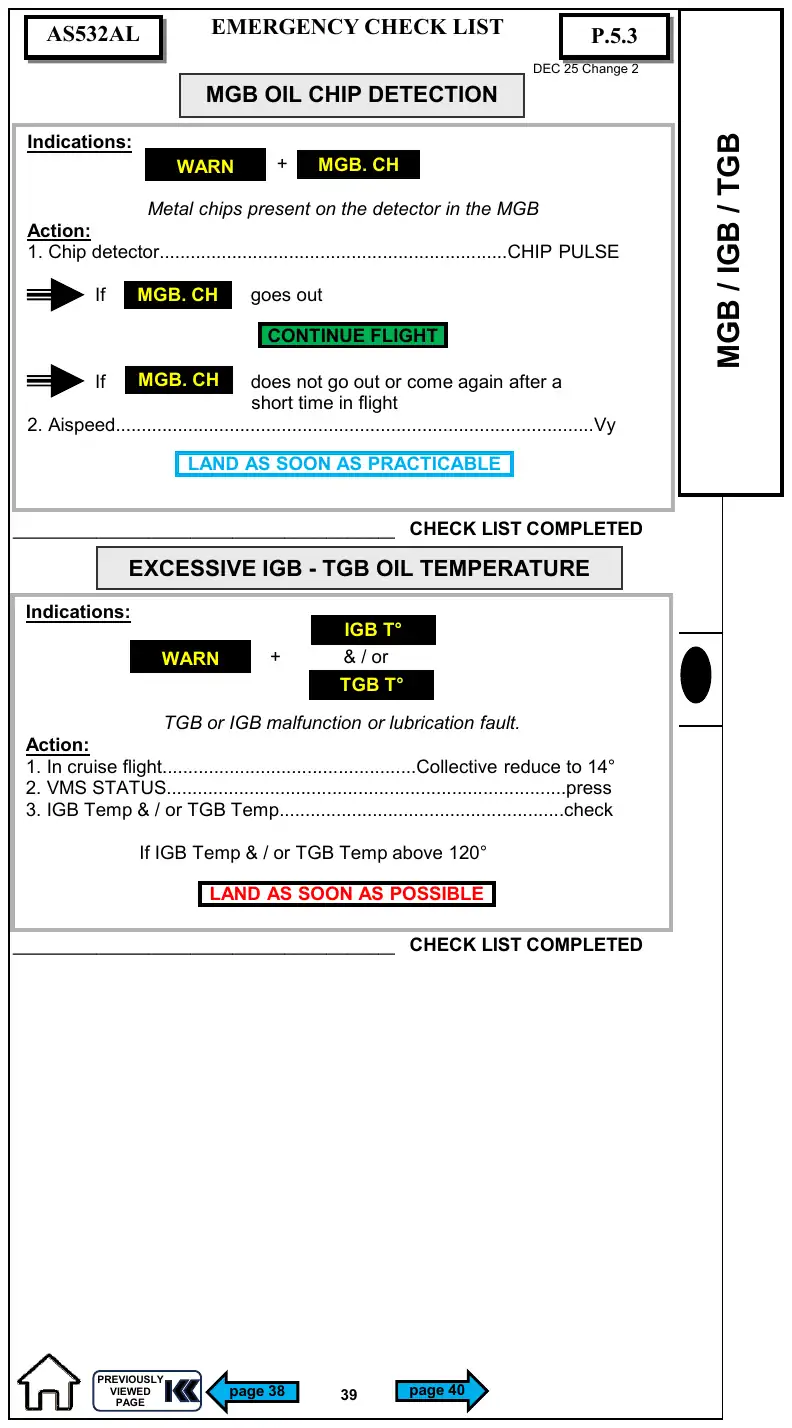 AS532AL
EMERGENCY CHECK LIST
P.5.3
DEC 25 Change 2
MGB OIL CHIP DETECTION
MGB / IGB / TGB
Indications:
WARN + MGB. CH
Metal chips present on the detector in the MGB
Action:
1. Chip detector...................................................................CHIP PULSE
If MGB. CH goes out
CONTINUE FLIGHT
If MGB. CH does not go out or come again after a
short time in flight
2. Aispeed............................................................................................Vy
LAND AS SOON AS PRACTICABLE
CHECK LIST COMPLETED
EXCESSIVE IGB - TGB OIL TEMPERATURE
Indications:
IGB T°
WARN + & / or
TGB T°
TGB or IGB malfunction or lubrication fault.
Action:
1. In cruise flight.................................................Collective reduce to 14°
2. VMS STATUS.............................................................................press
3. IGB Temp & / or TGB Temp.......................................................check
If IGB Temp & / or TGB Temp above 120°
LAND AS SOON AS POSSIBLE
CHECK LIST COMPLETED
PREVIOUSLY
VIEWED
PAGE
page 38
39
page 40